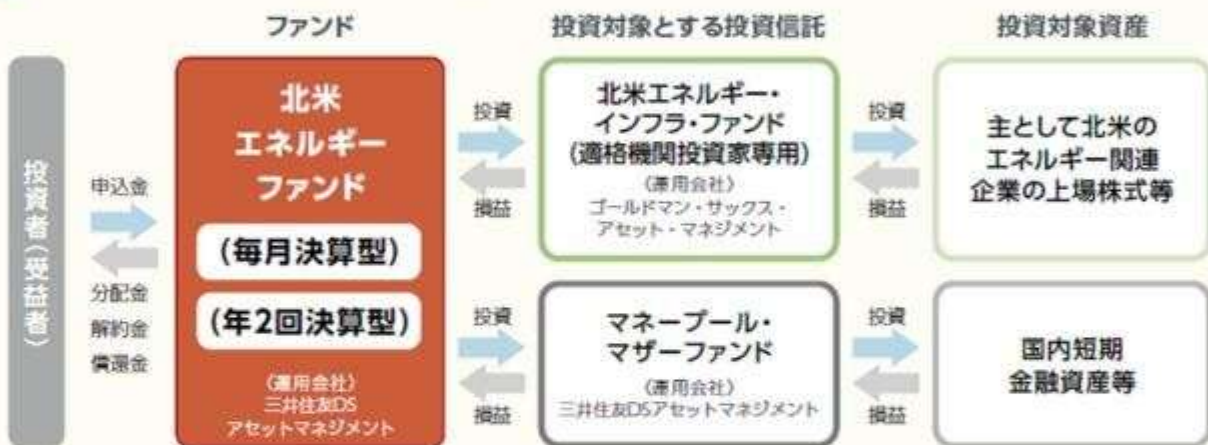 ファンド
投資対象とする投資信託
投資対象資産
投資者(受益者)
申込金
分配金
解約金
償還金
北米
エネルギー
ファンド
(毎月決算型)
(年2回決算型)
〈運用会社〉
三井住友DS
アセットマネジメント
投資
損益
北米エネルギー・
インフラ・ファンド
(適格機関投資家専用)
〈運用会社〉
ゴールドマン・サックス・
アセット・マネジメント
投資
損益
主として北米の
エネルギー関連
企業の上場株式等
投資
損益
マネープール・
マザーファンド
〈運用会社〉
三井住友DSアセットマネジメント
投資
損益
国内短期
金融資産等